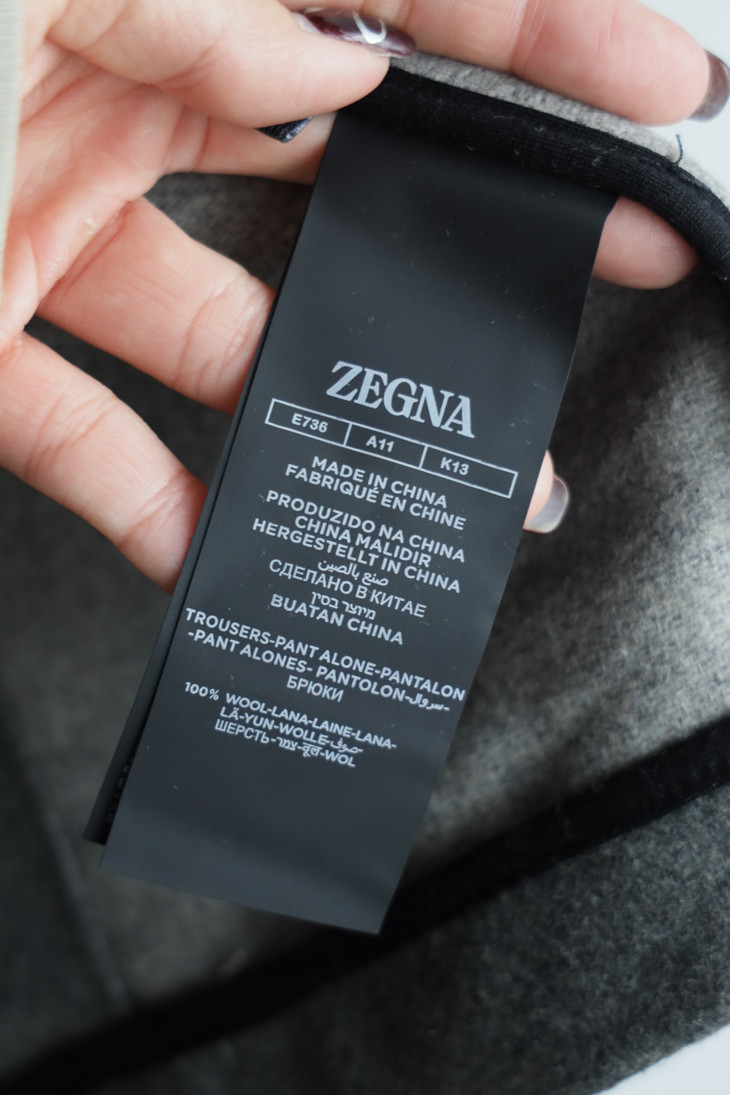 ZEGNA
E736 A11 K13
MADE IN CHINA
FABRIQUÉ EN CHINE
PRODUZIDO NA CHINA
CHINA MALIDIR
HERGESTELLT IN CHINA
صنع بالصين
СДЕЛАНО В КИТАЕ
מיוצר בסין
BUATAN CHINA
TROUSERS-PANT ALONE-PANTALON
-PANT ALONES- PANTOLON-سروال-
БРЮКИ
100% WOOL-LANA-LAINE-LANA-
LÃ-YUN-WOLLE-صوف-
ШЕРСТЬ-צמר-वूल-WOL